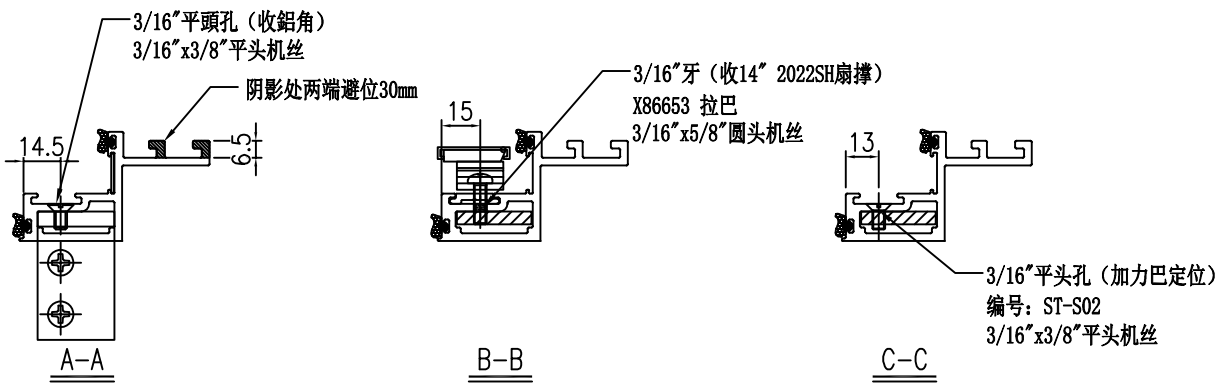 3/16"平頭孔（收鋁角）
3/16"x3/8"平头机丝
阴影处两端避位30mm
14.5
6.5
A-A
3/16"牙（收14" 2022SH扇撑）
X86653 拉巴
3/16"x5/8"圆头机丝
15
B-B
13
3/16"平头孔（加力巴定位）
编号：ST-S02
3/16"x3/8"平头机丝
C-C